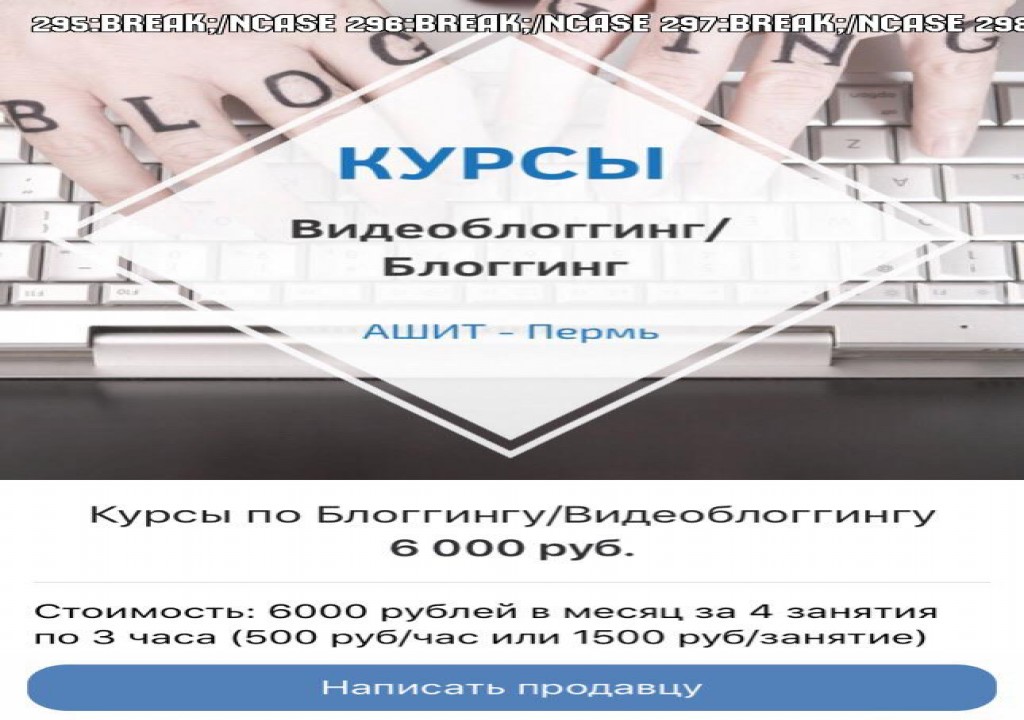 295:BREAK;/NCASE 296:BREAK;/NCASE 297:BREAK;/NCASE 298
BLOGING
КУРСЫ
Видеоблоггинг/
Блоггинг
АШИТ - Пермь
Курсы по Блоггингу/Видеоблоггингу
6 000 руб.
Стоимость: 6000 рублей в месяц за 4 занятия
по 3 часа (500 руб/час или 1500 руб/занятие)
Написать продавцу